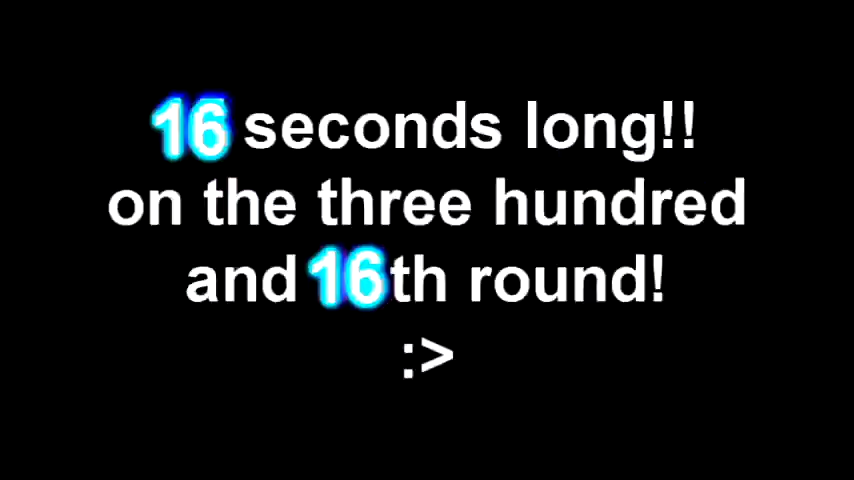 16 seconds long!!
on the three hundred
and 16th round!
:>